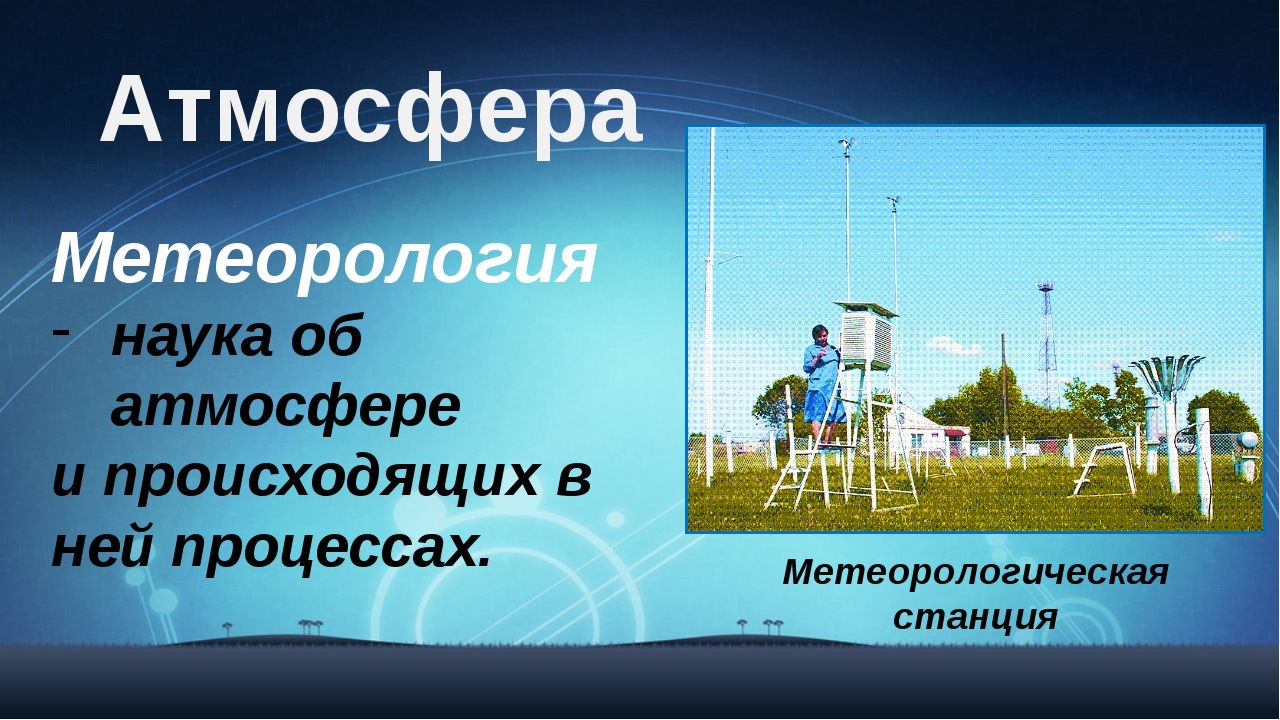 Атмосфера
Метеорология
- наука об
атмосфере
и происходящих в
ней процессах.
Метеорологическая
станция